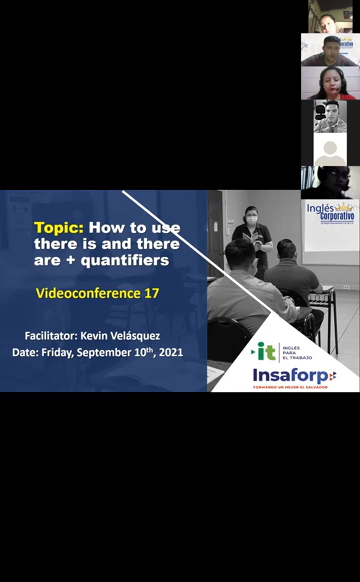 Inglés
Corporativo
Topic: How to use
there is and there
are + quantifiers
Videoconference 17
Facilitator: Kevin Velásquez
Date: Friday, September 10th, 2021
it
INGLÉS
PARA
EL TRABAJO
Insaforp
FORMANDO UN MEJOR EL SALVADOR